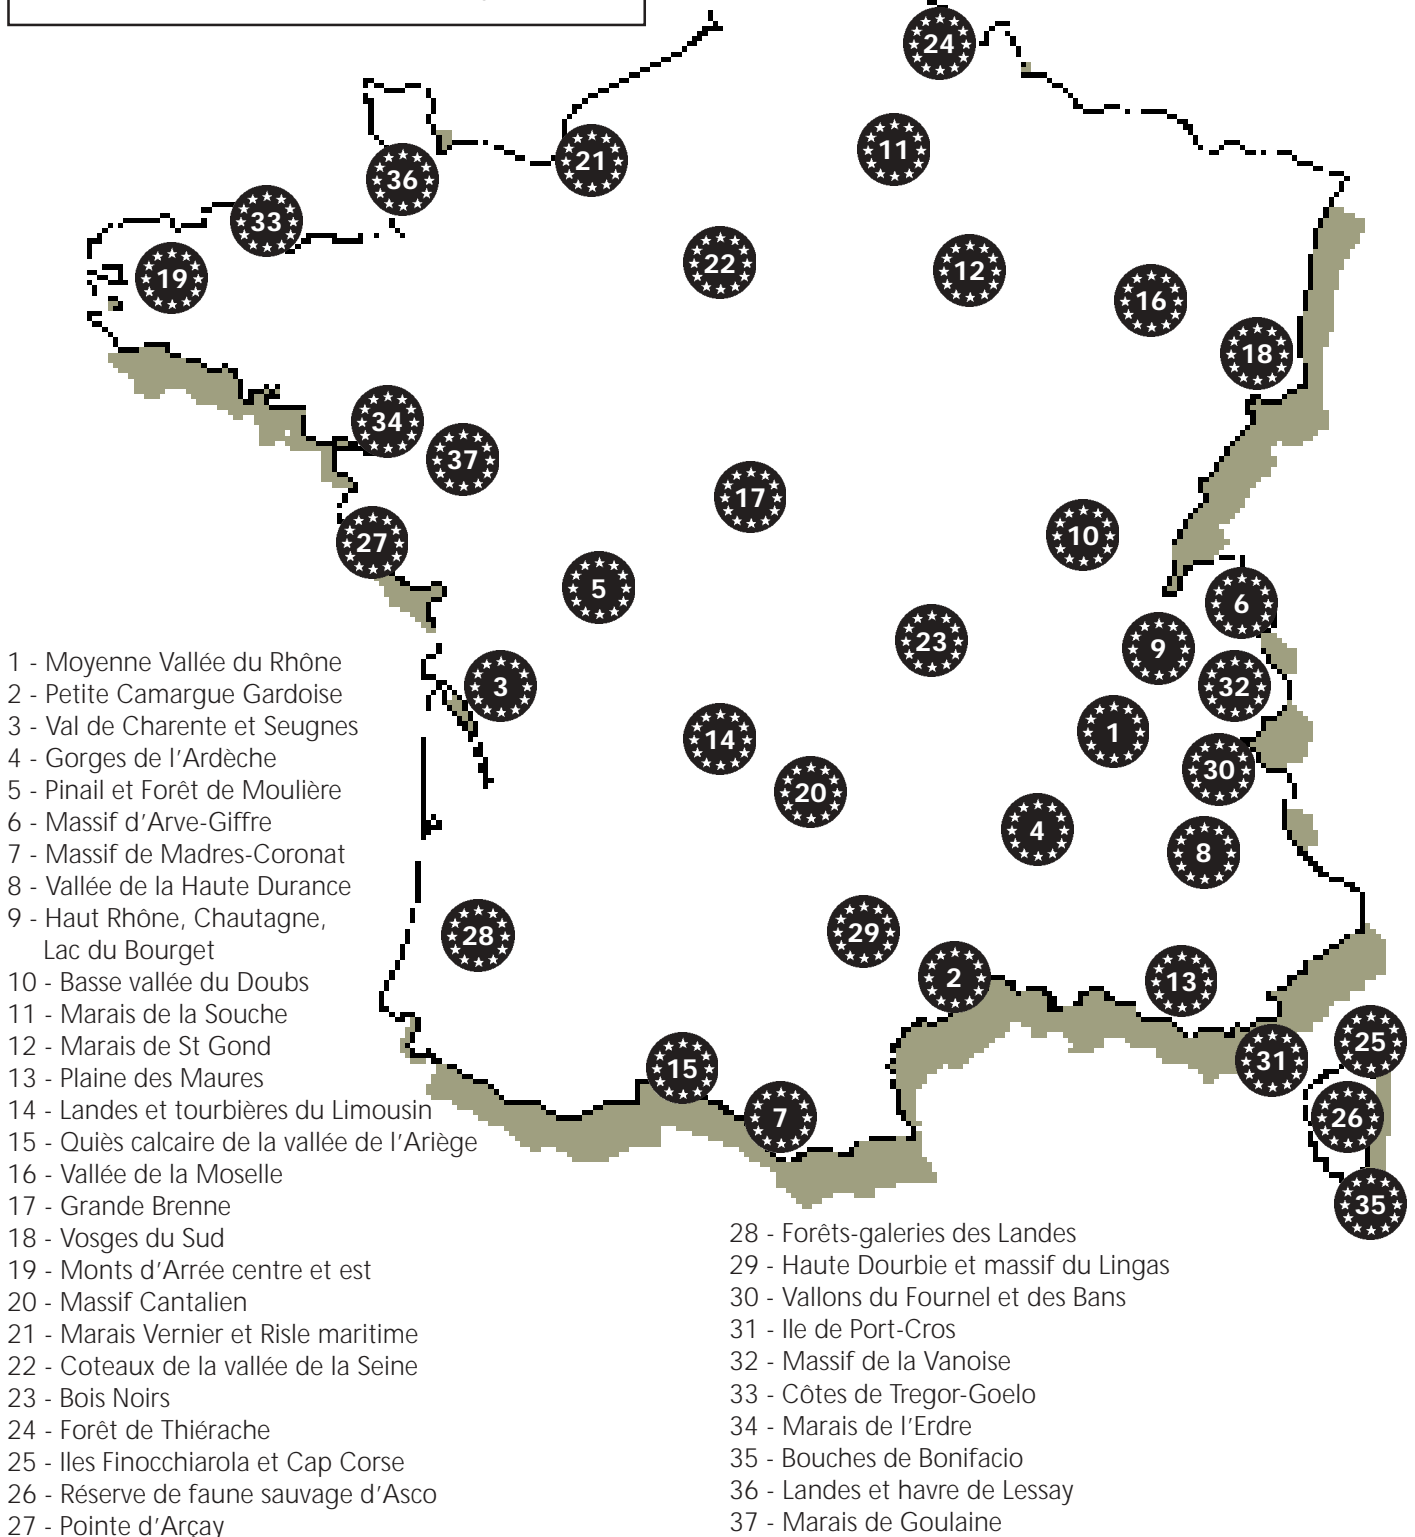 24
11
21
36
33
19
22
12
16
18
34
37
17
10
27
5
6
23
9
3
32
14
1
30
20
4
8
28
29
2
13
25
15
31
7
26
35
1 - Moyenne Vallée du Rhône
2 - Petite Camargue Gardoise
3 - Val de Charente et Seugnes
4 - Gorges de l'Ardèche
5 - Pinail et Forêt de Moulière
6 - Massif d'Arve-Giffre
7 - Massif de Madres-Coronat
8 - Vallée de la Haute Durance
9 - Haut Rhône, Chautagne,
Lac du Bourget
10 - Basse vallée du Doubs
11 - Marais de la Souche
12 - Marais de St Gond
13 - Plaine des Maures
14 - Landes et tourbières du Limousin
15 - Quiès calcaire de la vallée de l'Ariège
16 - Vallée de la Moselle
17 - Grande Brenne
18 - Vosges du Sud
19 - Monts d'Arrée centre et est
20 - Massif Cantalien
21 - Marais Vernier et Risle maritime
22 - Coteaux de la vallée de la Seine
23 - Bois Noirs
24 - Forêt de Thiérache
25 - Iles Finocchiarola et Cap Corse
26 - Réserve de faune sauvage d'Asco
27 - Pointe d'Arçay
28 - Forêts-galeries des Landes
29 - Haute Dourbie et massif du Lingas
30 - Vallons du Fournel et des Bans
31 - Ile de Port-Cros
32 - Massif de la Vanoise
33 - Côtes de Tregor-Goelo
34 - Marais de l'Erdre
35 - Bouches de Bonifacio
36 - Landes et havre de Lessay
37 - Marais de Goulaine